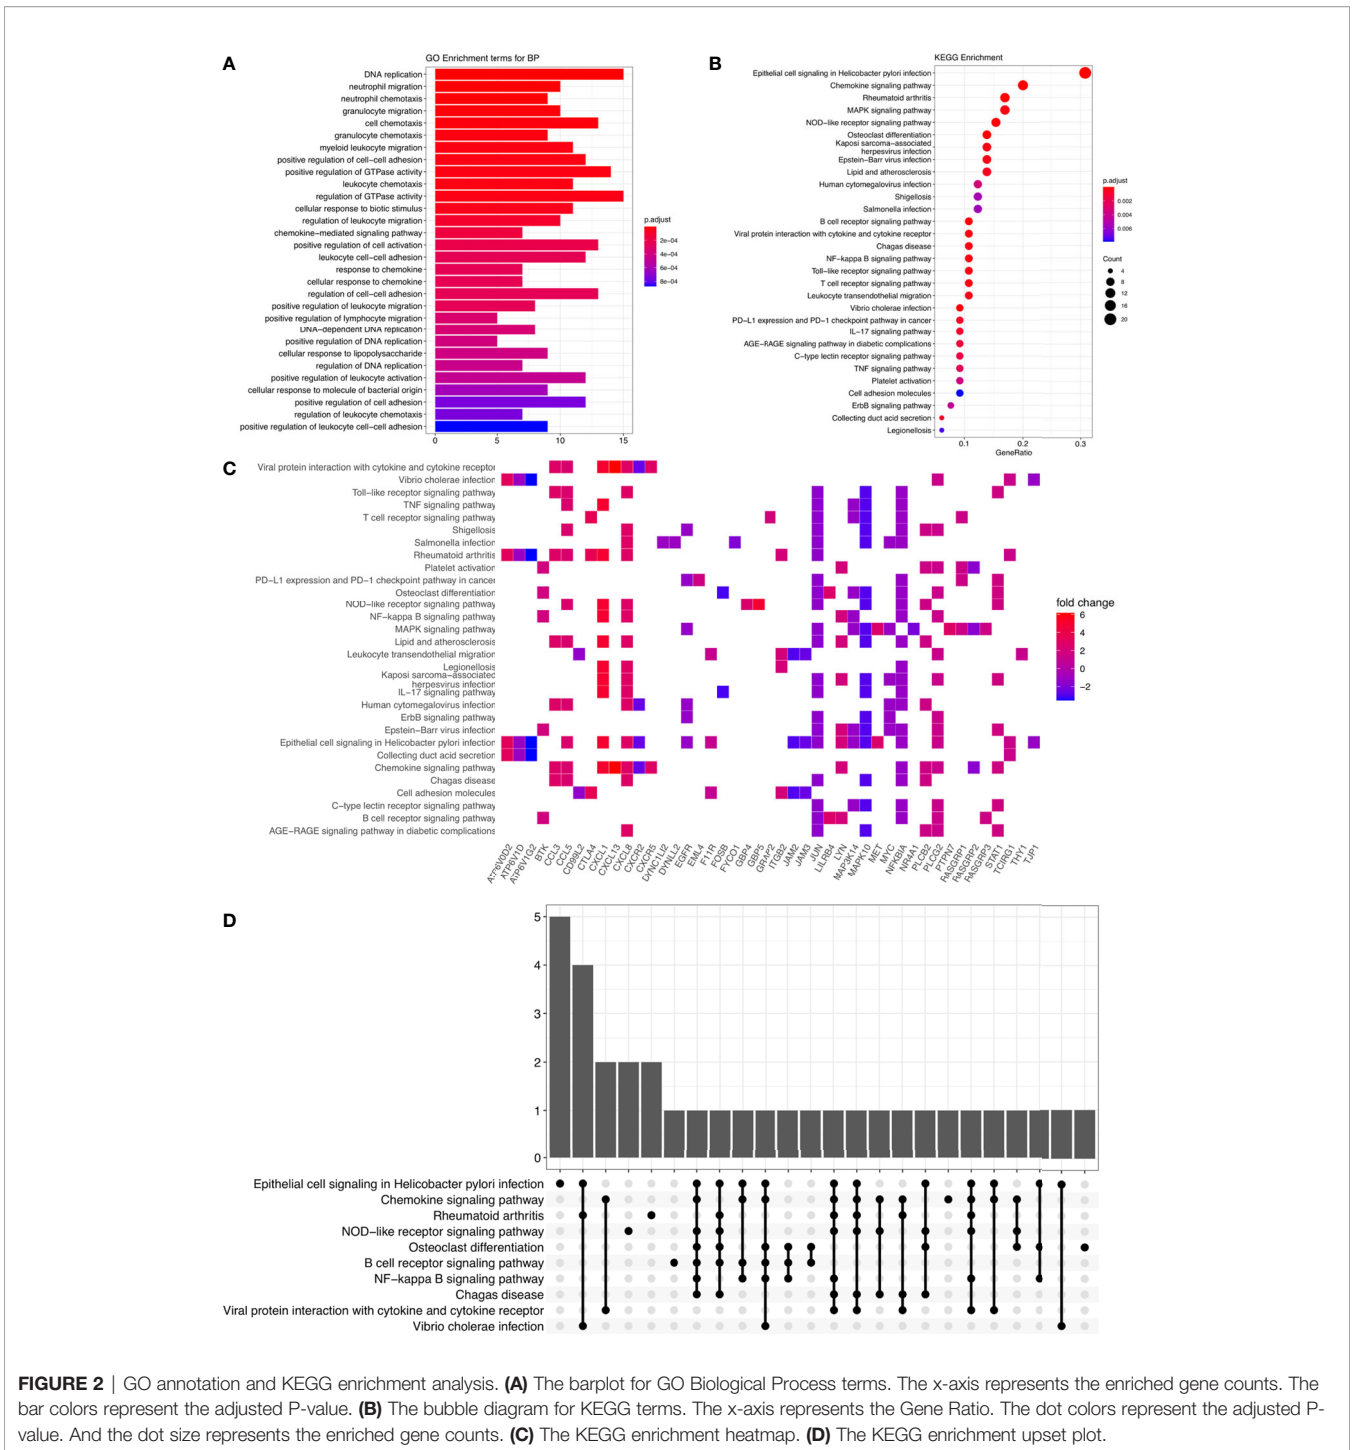 A
GO Enrichment terms for BP
DNA replication
neutrophil migration
neutrophil chemotaxis
granulocyte migration
cell chemotaxis
granulocyte chemotaxis
myeloid leukocyte migration
positive regulation of cell−cell adhesion
positive regulation of GTPase activity
leukocyte chemotaxis
regulation of GTPase activity
cellular response to biotic stimulus
regulation of leukocyte migration
chemokine−mediated signaling pathway
positive regulation of cell activation
leukocyte cell−cell adhesion
response to chemokine
cellular response to chemokine
regulation of cell−cell adhesion
positive regulation of leukocyte migration
positive regulation of lymphocyte migration
DNA−dependent DNA replication
positive regulation of DNA replication
cellular response to lipopolysaccharide
regulation of DNA replication
positive regulation of leukocyte activation
cellular response to molecule of bacterial origin
positive regulation of cell adhesion
regulation of leukocyte chemotaxis
positive regulation of leukocyte cell−cell adhesion
0 5 10 15
p.adjust
2e−04
4e−04
6e−04
8e−04
B
KEGG Enrichment
Epithelial cell signaling in Helicobacter pylori infection
Chemokine signaling pathway
Rheumatoid arthritis
MAPK signaling pathway
NOD−like receptor signaling pathway
Osteoclast differentiation
Kaposi sarcoma−associated
herpesvirus infection
Epstein−Barr virus infection
Lipid and atherosclerosis
Human cytomegalovirus infection
Shigellosis
Salmonella infection
B cell receptor signaling pathway
Viral protein interaction with cytokine and cytokine receptor
Chagas disease
NF−kappa B signaling pathway
Toll−like receptor signaling pathway
T cell receptor signaling pathway
Leukocyte transendothelial migration
Vibrio cholerae infection
PD−L1 expression and PD−1 checkpoint pathway in cancer
IL−17 signaling pathway
AGE−RAGE signaling pathway in diabetic complications
C−type lectin receptor signaling pathway
TNF signaling pathway
Platelet activation
Cell adhesion molecules
ErbB signaling pathway
Collecting duct acid secretion
Legionellosis
0.1 0.2 0.3
GeneRatio
p.adjust
0.002
0.004
0.006
Count
4
8
12
16
20
C
Viral protein interaction with cytokine and cytokine receptor
Vibrio cholerae infection
Toll−like receptor signaling pathway
TNF signaling pathway
T cell receptor signaling pathway
Shigellosis
Salmonella infection
Rheumatoid arthritis
Platelet activation
PD−L1 expression and PD−1 checkpoint pathway in cancer
Osteoclast differentiation
NOD−like receptor signaling pathway
NF−kappa B signaling pathway
MAPK signaling pathway
Lipid and atherosclerosis
Leukocyte transendothelial migration
Legionellosis
Kaposi sarcoma−associated
herpesvirus infection
IL−17 signaling pathway
Human cytomegalovirus infection
ErbB signaling pathway
Epstein−Barr virus infection
Epithelial cell signaling in Helicobacter pylori infection
Collecting duct acid secretion
Chemokine signaling pathway
Chagas disease
Cell adhesion molecules
C−type lectin receptor signaling pathway
B cell receptor signaling pathway
AGE−RAGE signaling pathway in diabetic complications
ATP6V0D2 ATP6V1D ATP6V1G2 BTK CCL3 CCL5 CD99L2 CTLA4 CXCL1 CXCL13 CXCL8 CXCR2 CXCR5 DYNC1LI2 DYNLL2 EGFR EML4 F11R FOSB FYCO1 GBP4 GBP5 GRAP2 ITGB2 JAM2 JAM3 JUN LILRB4 LYN MAP3K14 MAPK10 MET MYC NFKBIA NR4A1 PLCB2 PLCG2 PTPN7 RASGRP1 RASGRP2 RASGRP3 STAT1 TCIRG1 THY1 TJP1
fold change
6
4
2
0
−2
D
5
4
3
2
1
0
Epithelial cell signaling in Helicobacter pylori infection
Chemokine signaling pathway
Rheumatoid arthritis
NOD−like receptor signaling pathway
Osteoclast differentiation
B cell receptor signaling pathway
NF−kappa B signaling pathway
Chagas disease
Viral protein interaction with cytokine and cytokine receptor
Vibrio cholerae infection
FIGURE 2 | GO annotation and KEGG enrichment analysis. (A) The barplot for GO Biological Process terms. The x-axis represents the enriched gene counts. The
bar colors represent the adjusted P-value. (B) The bubble diagram for KEGG terms. The x-axis represents the Gene Ratio. The dot colors represent the adjusted P-
value. And the dot size represents the enriched gene counts. (C) The KEGG enrichment heatmap. (D) The KEGG enrichment upset plot.